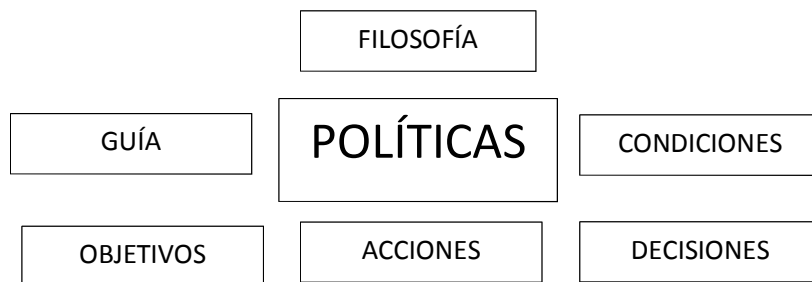 FILOSOFÍA
GUÍA
POLÍTICAS
CONDICIONES
OBJETIVOS
ACCIONES
DECISIONES